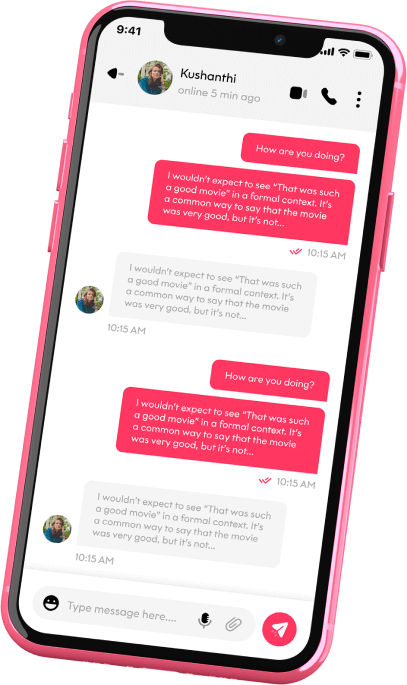 9:41
Kushanthi
online 5 min ago
How are you doing?
I wouldn't expect to see “That was such
a good movie” in a formal context. It's
a common way to say that the movie
was very good, but it's not...
10:15 AM
I wouldn't expect to see “That was such
a good movie” in a formal context. It's
a common way to say that the movie
was very good, but it's not...
10:15 AM
How are you doing?
I wouldn't expect to see “That was such
a good movie” in a formal context. It's
a common way to say that the movie
was very good, but it's not...
10:15 AM
I wouldn't expect to see “That was such
a good movie” in a formal context. It's
a common way to say that the movie
was very good, but it's not...
10:15 AM
Type message here....